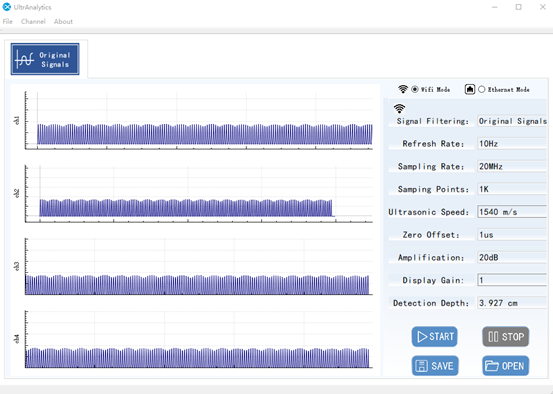 UltrAnalytics
File Channel About
Original
Signals
Wifi Mode Ethernet Mode
Signal Filtering: Original Signals
Refresh Rate: 10Hz
Sampling Rate: 20MHz
Samping Points: 1K
Ultrasonic Speed: 1540 m/s
Zero Offset: 1us
Amplification: 20dB
Display Gain: 1
Detection Depth: 3.927 cm
START STOP
SAVE OPEN
ch1
ch2
ch3
ch4